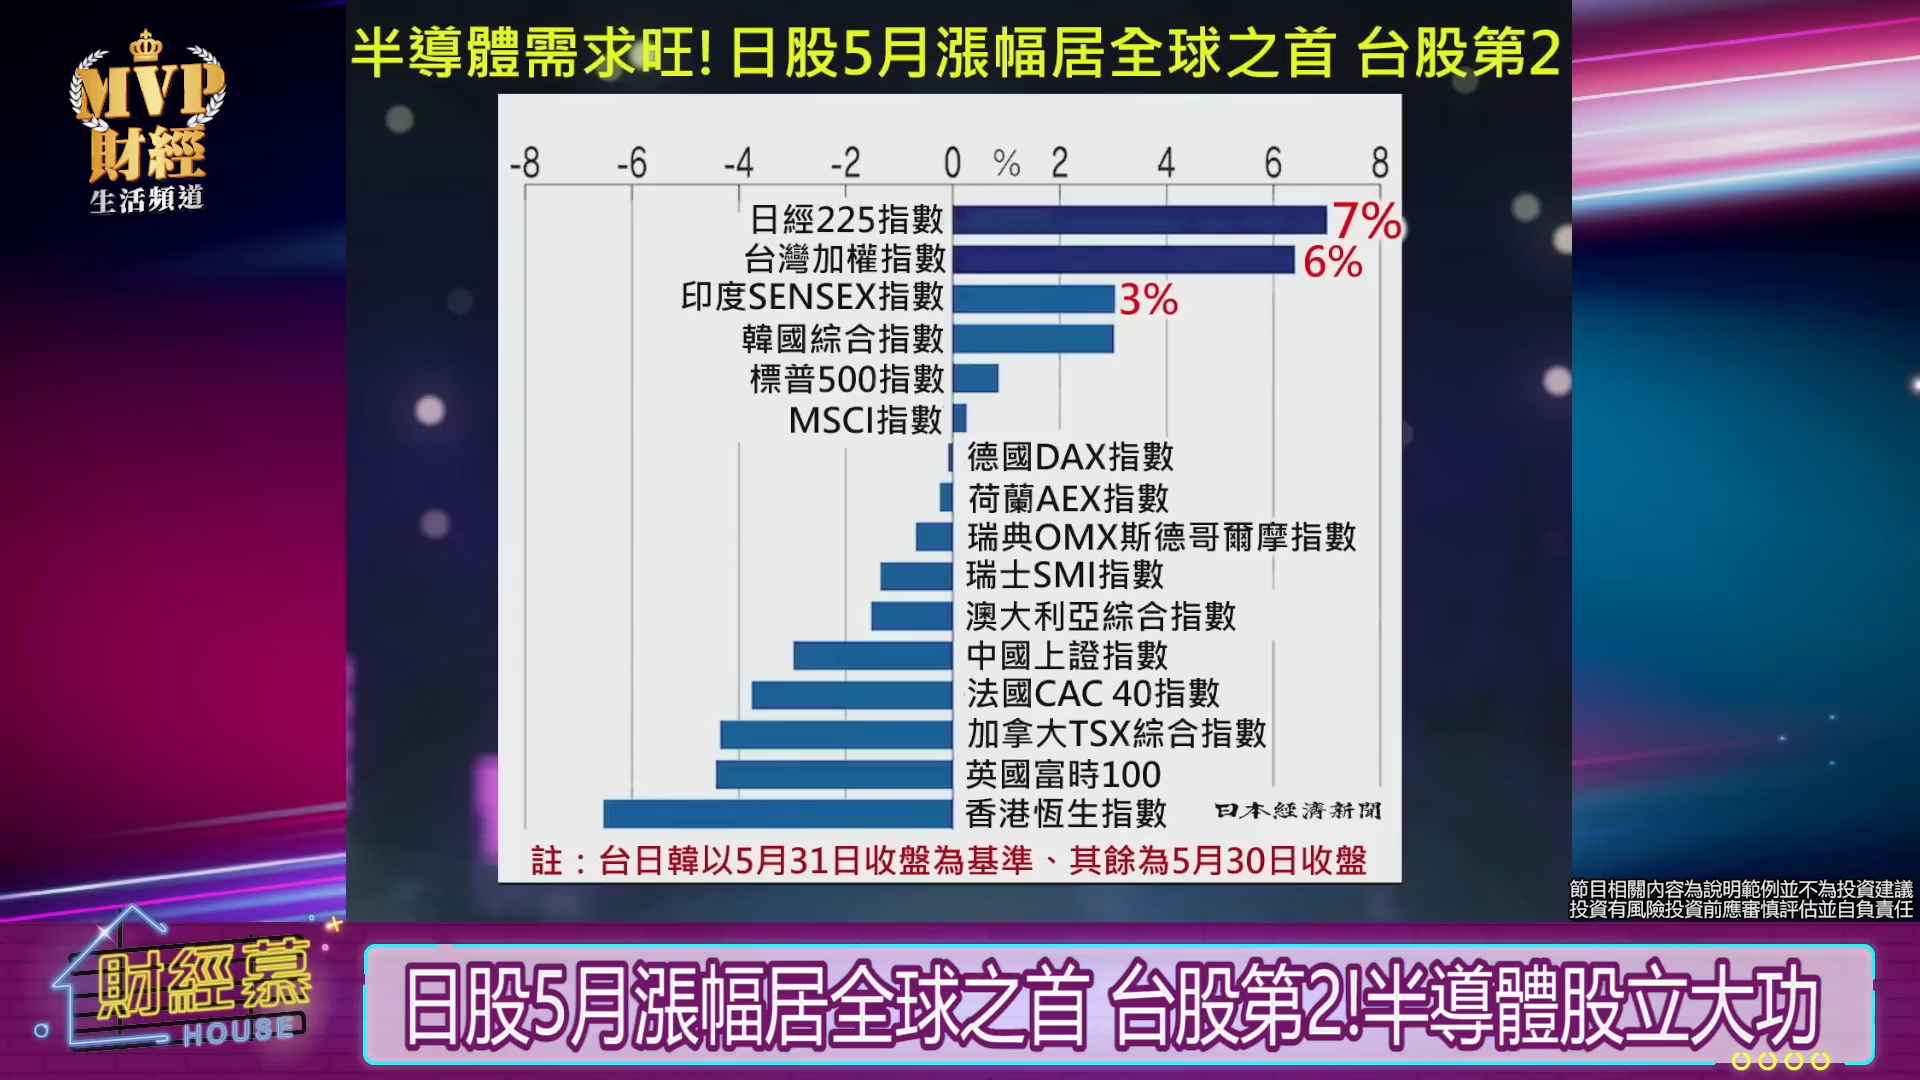 MVP
財經
生活頻道
半導體需求旺! 日股5月漲幅居全球之首 台股第2
-8 -6 -4 -2 0 % 2 4 6 8
日經225指數 7%
台灣加權指數 6%
印度SENSEX指數 3%
韓國綜合指數
標普500指數
MSCI指數
德國DAX指數
荷蘭AEX指數
瑞典OMX斯德哥爾摩指數
瑞士SMI指數
澳大利亞綜合指數
中國上證指數
法國CAC 40指數
加拿大TSX綜合指數
英國富時100
香港恆生指數
日本経済新聞
註：台日韓以5月31日收盤為基準、其餘為5月30日收盤
節目相關內容為說明範例並不為投資建議
投資有風險投資前應審慎評估並自負責任
財經慕
HOUSE
日股5月漲幅居全球之首 台股第2!半導體股立大功